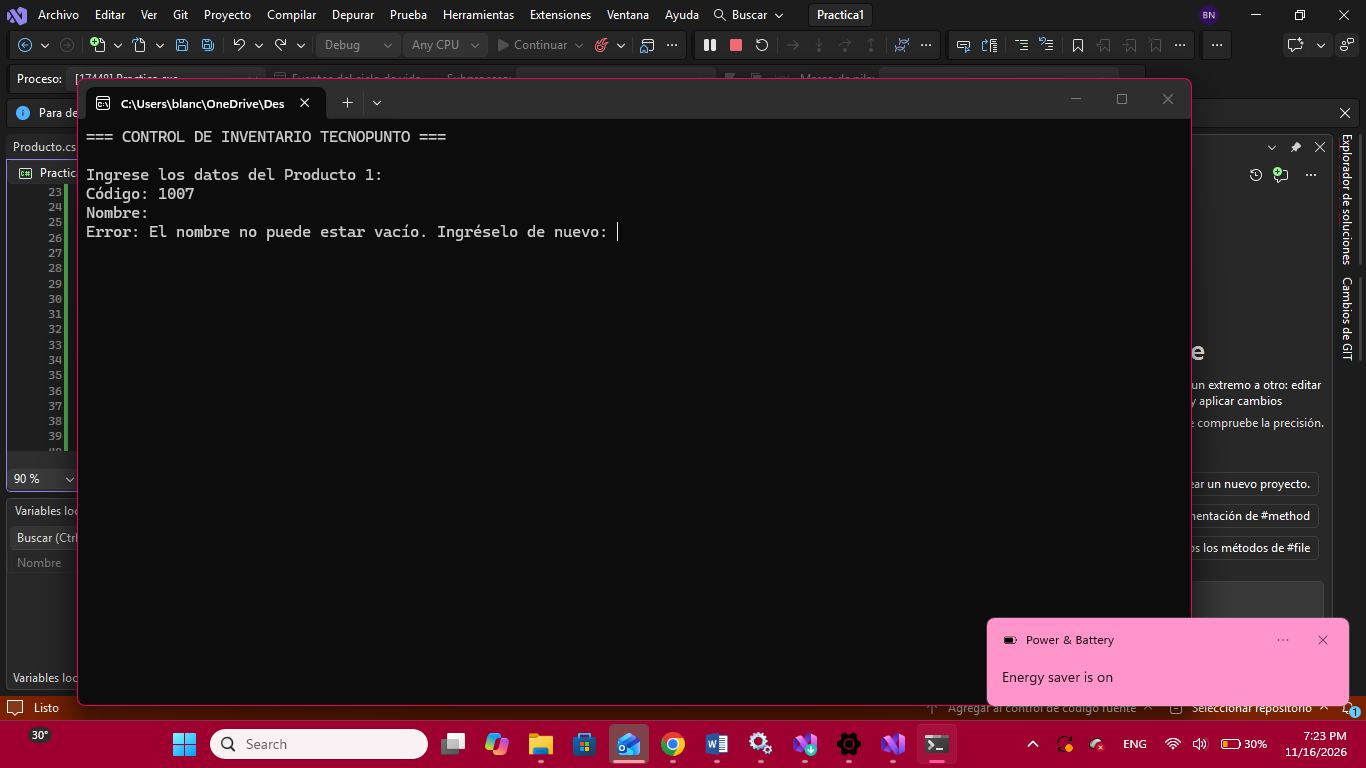 Archivo Editar Ver Git Proyecto Compilar Depurar Prueba Herramientas Extensiones Ventana Ayuda Buscar Practica1 BN
Debug Any CPU Continuar
Proceso:
Para de
C:\Users\blanc\OneDrive\Des
Producto.cs
Practic
=== CONTROL DE INVENTARIO TECNOPUNTO ===
Ingrese los datos del Producto 1:
Código: 1007
Nombre:
Error: El nombre no puede estar vacío. Ingréselo de nuevo:
23
24
25
26
27
28
29
30
31
32
33
34
35
36
37
38
39
90 %
Variables loc
Buscar (Ctrl
Nombre
Variables loc
Explorador de soluciones
Cambios de GIT
e
un extremo a otro: editar
y aplicar cambios
e compruebe la precisión.
ear un nuevo proyecto.
mentación de #method
os los métodos de #file
Power & Battery
Energy saver is on
Listo
Agregar al control de código fuente
Seleccionar repositorio
1
30°
Search
ENG
30%
7:23 PM
11/16/2026